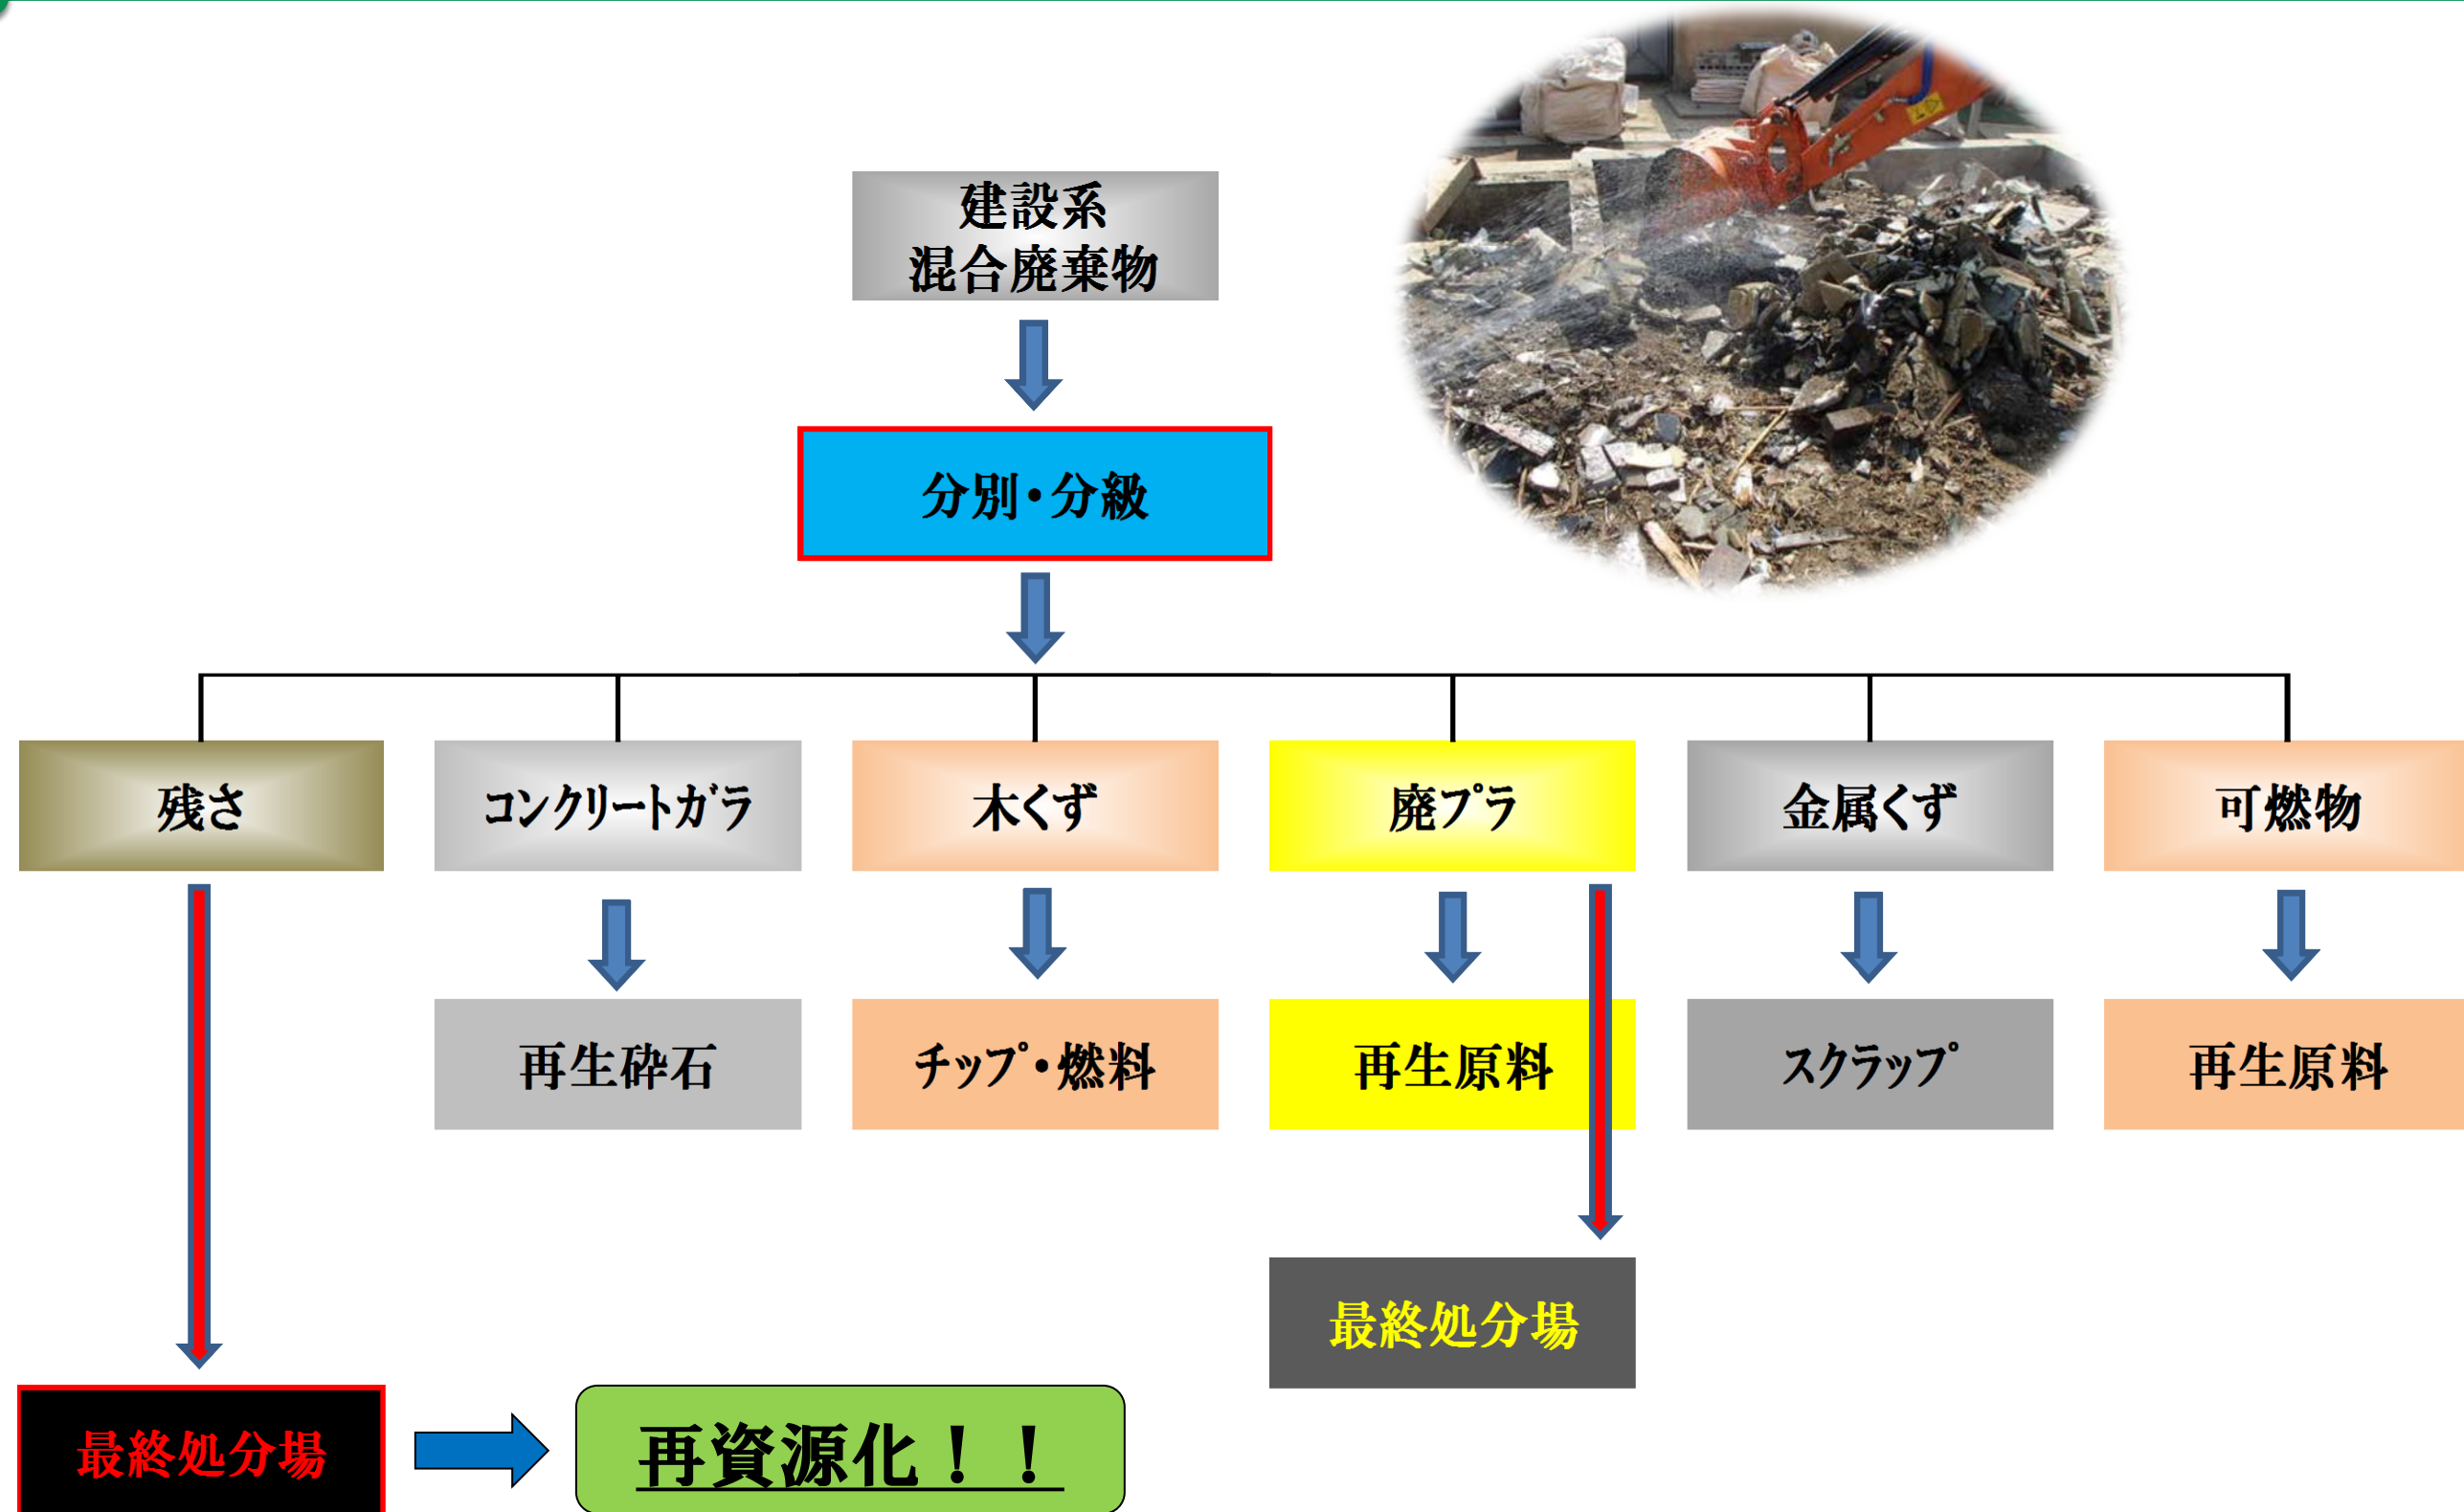 建設系
混合廃棄物
分別・分級
残さ
コンクリートガラ
木くず
廃プラ
金属くず
可燃物
再生砕石
チップ・燃料
再生原料
スクラップ
再生原料
最終処分場
最終処分場
再資源化！！